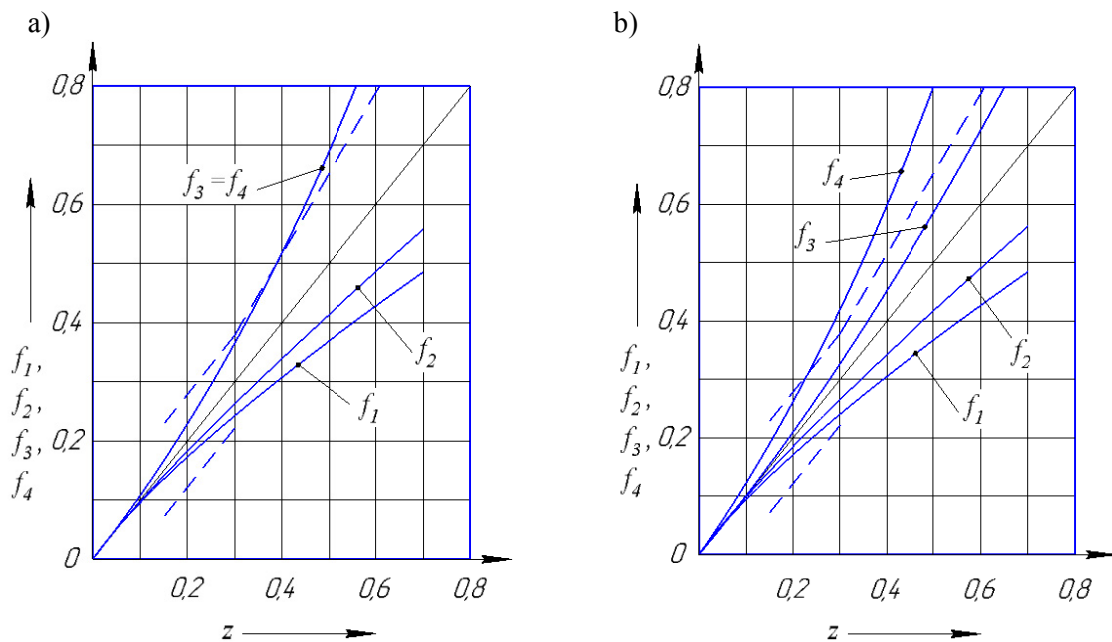 a)
0,8
0,6
0,4
0,2
0
f₁,
f₂,
f₃,
f₄
f₃=f₄
f₂
f₁
0,2 0,4 0,6 0,8
z
b)
0,8
0,6
0,4
0,2
0
f₁,
f₂,
f₃,
f₄
f₄
f₃
f₂
f₁
0,2 0,4 0,6 0,8
z